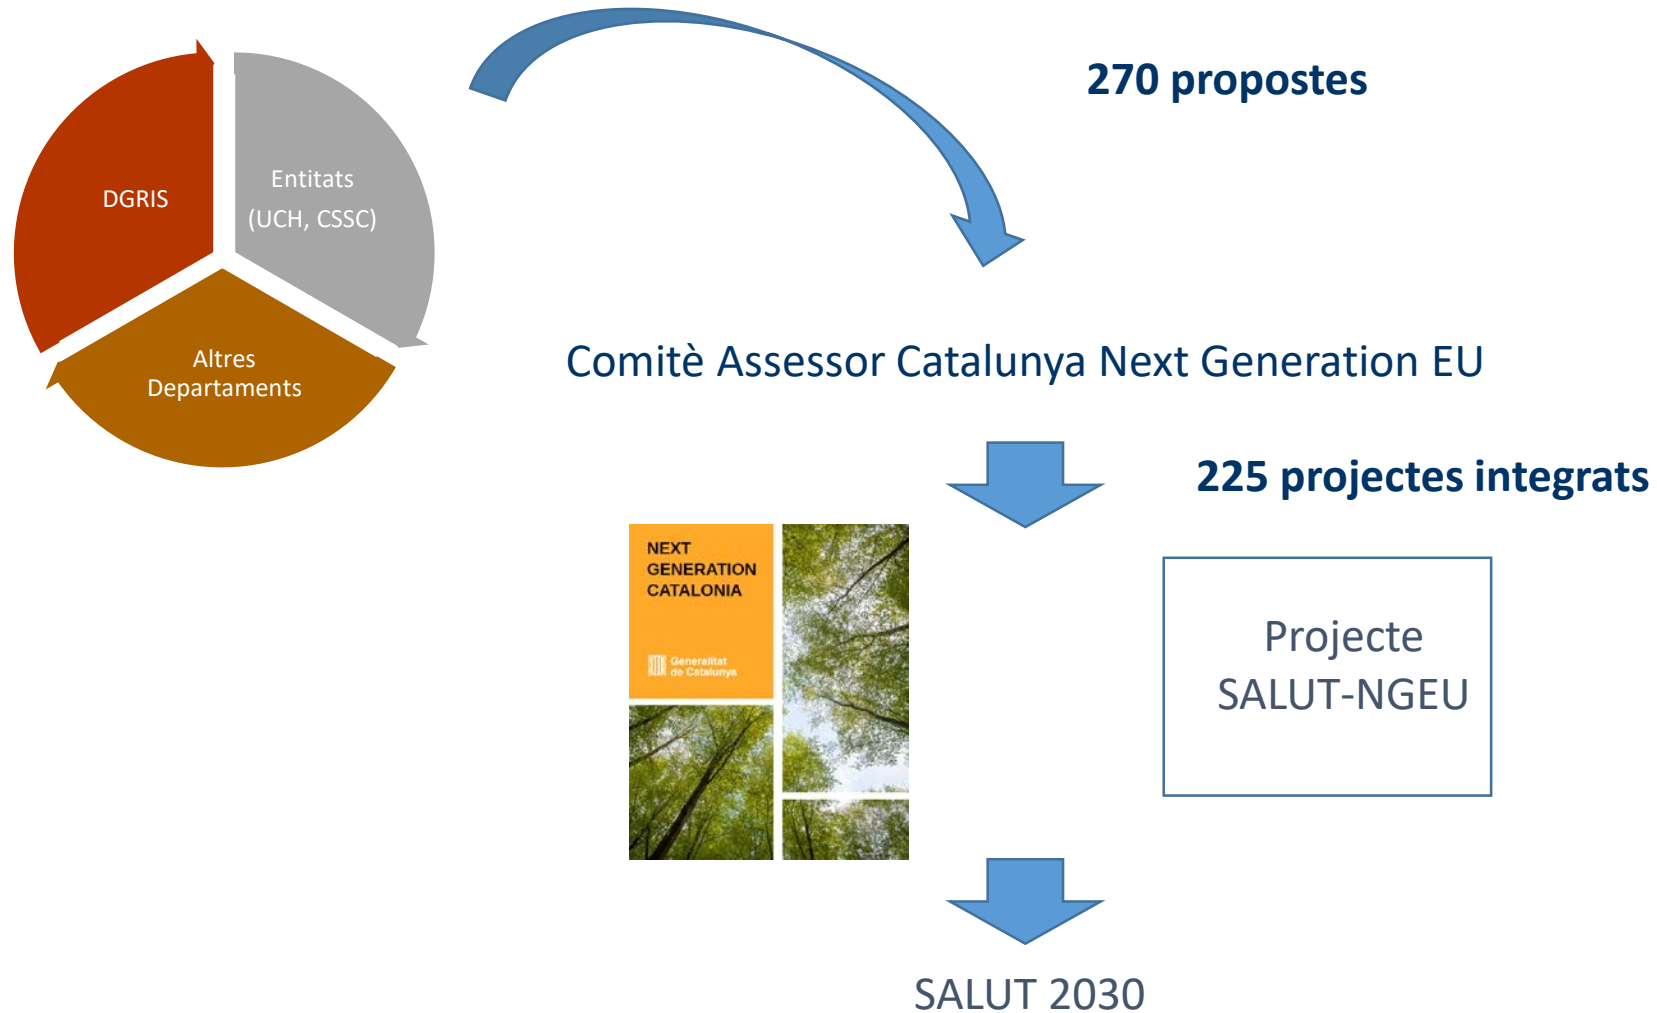 270 propostes
DGRIS
Entitats
(UCH, CSSC)
Altres
Departaments
Comitè Assessor Catalunya Next Generation EU
225 projectes integrats
NEXT
GENERATION
CATALONIA
Generalitat
de Catalunya
Projecte
SALUT-NGEU
SALUT 2030